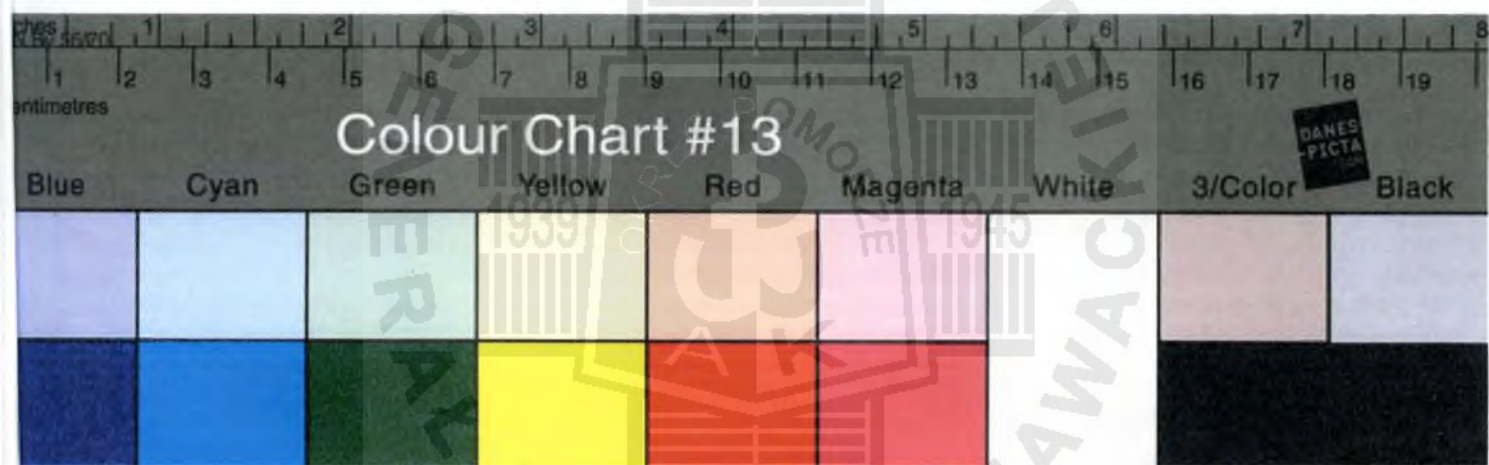 1 2 3 4 5 6 7 8
1 2 3 4 5 6 7 8 9 10 11 12 13 14 15 16 17 18 19
entimetres
Colour Chart #13
DANES
-PICTA
Blue Cyan Green Yellow Red Magenta White 3/Color Black
1939 1945
GENERAL
A K